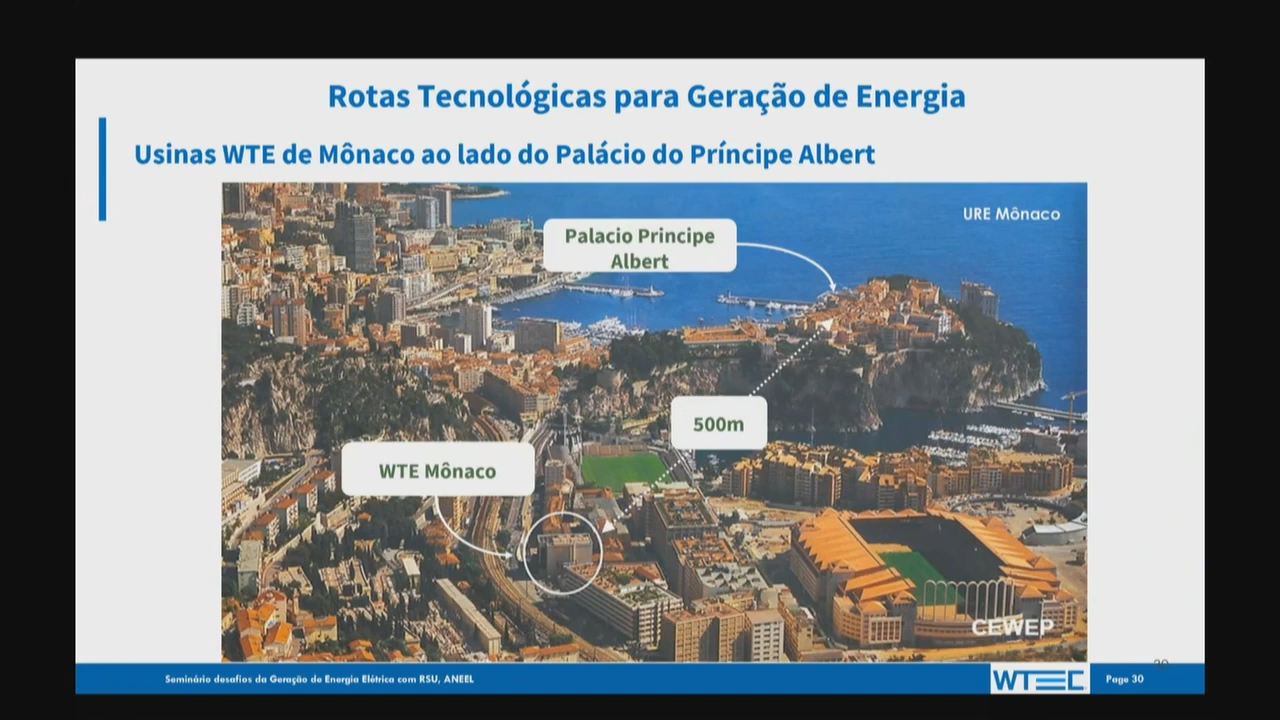 Rotas Tecnológicas para Geração de Energia
Usinas WTE de Mônaco ao lado do Palácio do Príncipe Albert
URE Mônaco
Palacio Principe
Albert
500m
WTE Mônaco
CEWEP
Seminário desafios da Geração de Energia Elétrica com RSU, ANEEL
WTEC
Page 30